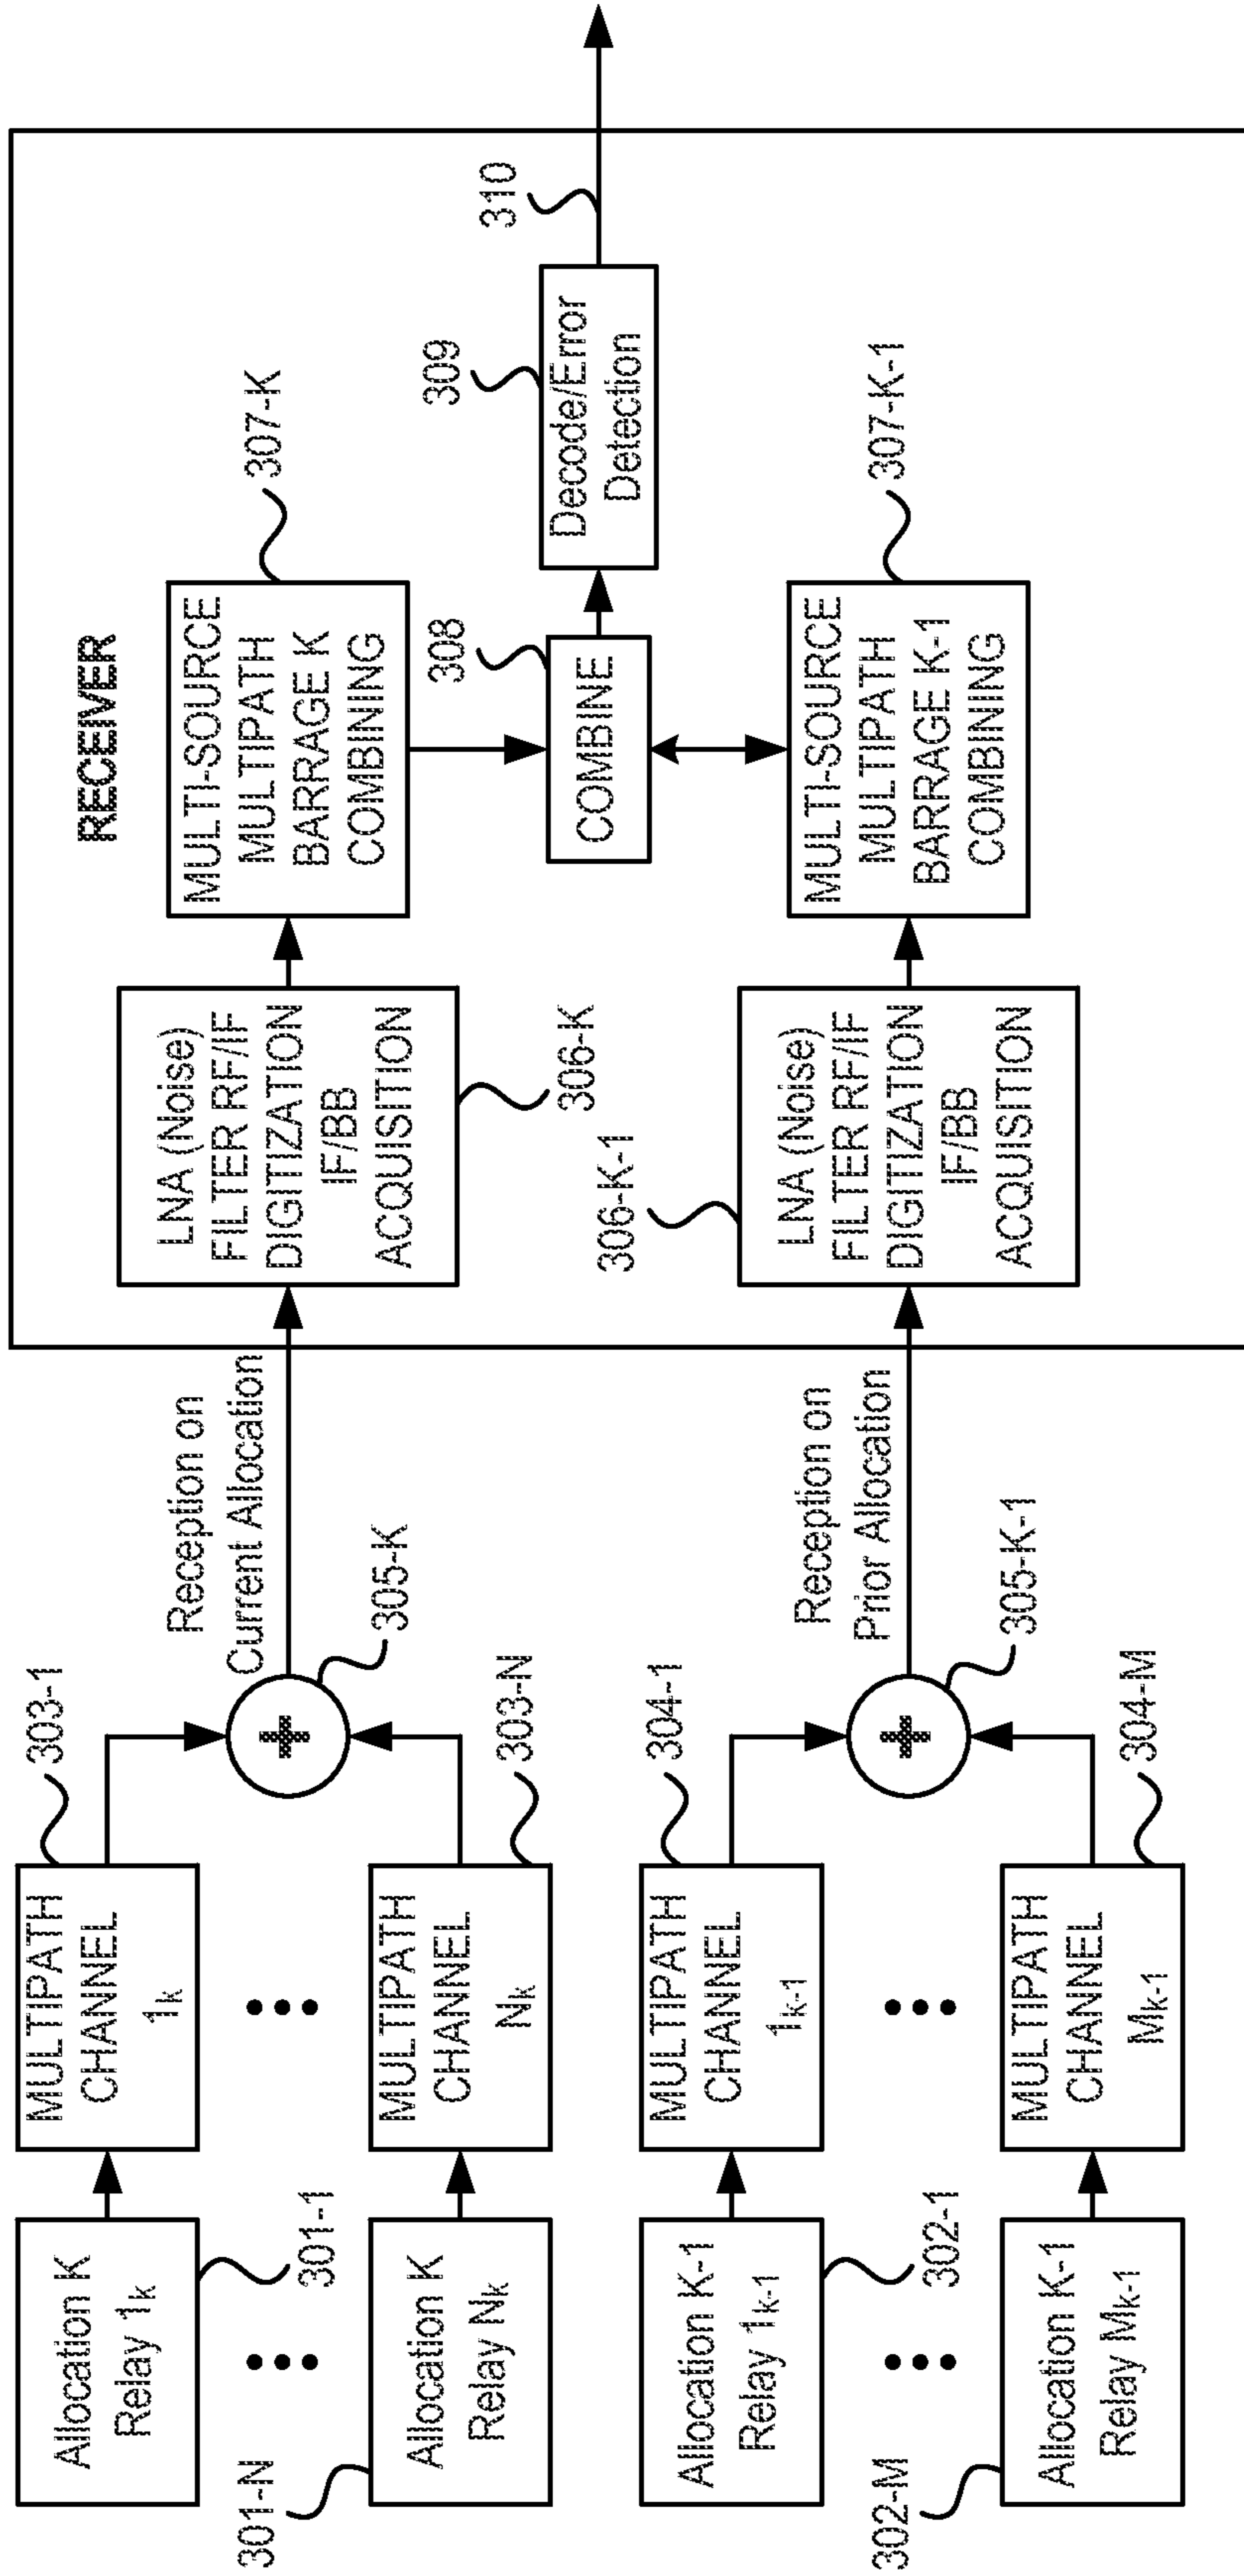 Allocation K
Relay 1k
301-1
301-N
Allocation K
Relay Nk
MULTIPATH
CHANNEL
1k
303-1
MULTIPATH
CHANNEL
Nk
303-N
305-K
Reception on
Current Allocation
Allocation K-1
Relay 1k-1
302-1
302-M
Allocation K-1
Relay Mk-1
MULTIPATH
CHANNEL
1k-1
304-1
MULTIPATH
CHANNEL
Mk-1
304-M
305-K-1
Reception on
Prior Allocation
RECEIVER
LNA (Noise)
FILTER RF/IF
DIGITIZATION
IF/BB
ACQUISITION
306-K
MULTI-SOURCE
MULTIPATH
BARRAGE K
COMBINING
307-K
306-K-1
LNA (Noise)
FILTER RF/IF
DIGITIZATION
IF/BB
ACQUISITION
MULTI-SOURCE
MULTIPATH
BARRAGE K-1
COMBINING
307-K-1
308
COMBINE
309
Decode/Error
Detection
310